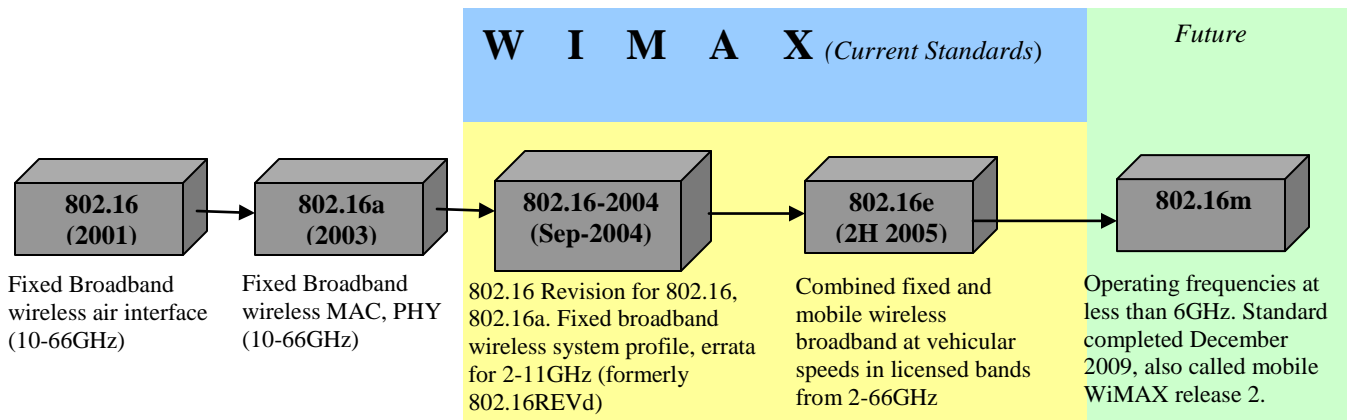 W I M A X (Current Standards)
Future
802.16
(2001)
802.16a
(2003)
802.16-2004
(Sep-2004)
802.16e
(2H 2005)
802.16m
Fixed Broadband
wireless air interface
(10-66GHz)
Fixed Broadband
wireless MAC, PHY
(10-66GHz)
802.16 Revision for 802.16,
802.16a. Fixed broadband
wireless system profile, errata
for 2-11GHz (formerly
802.16REVd)
Combined fixed and
mobile wireless
broadband at vehicular
speeds in licensed bands
from 2-66GHz
Operating frequencies at
less than 6GHz. Standard
completed December
2009, also called mobile
WiMAX release 2.